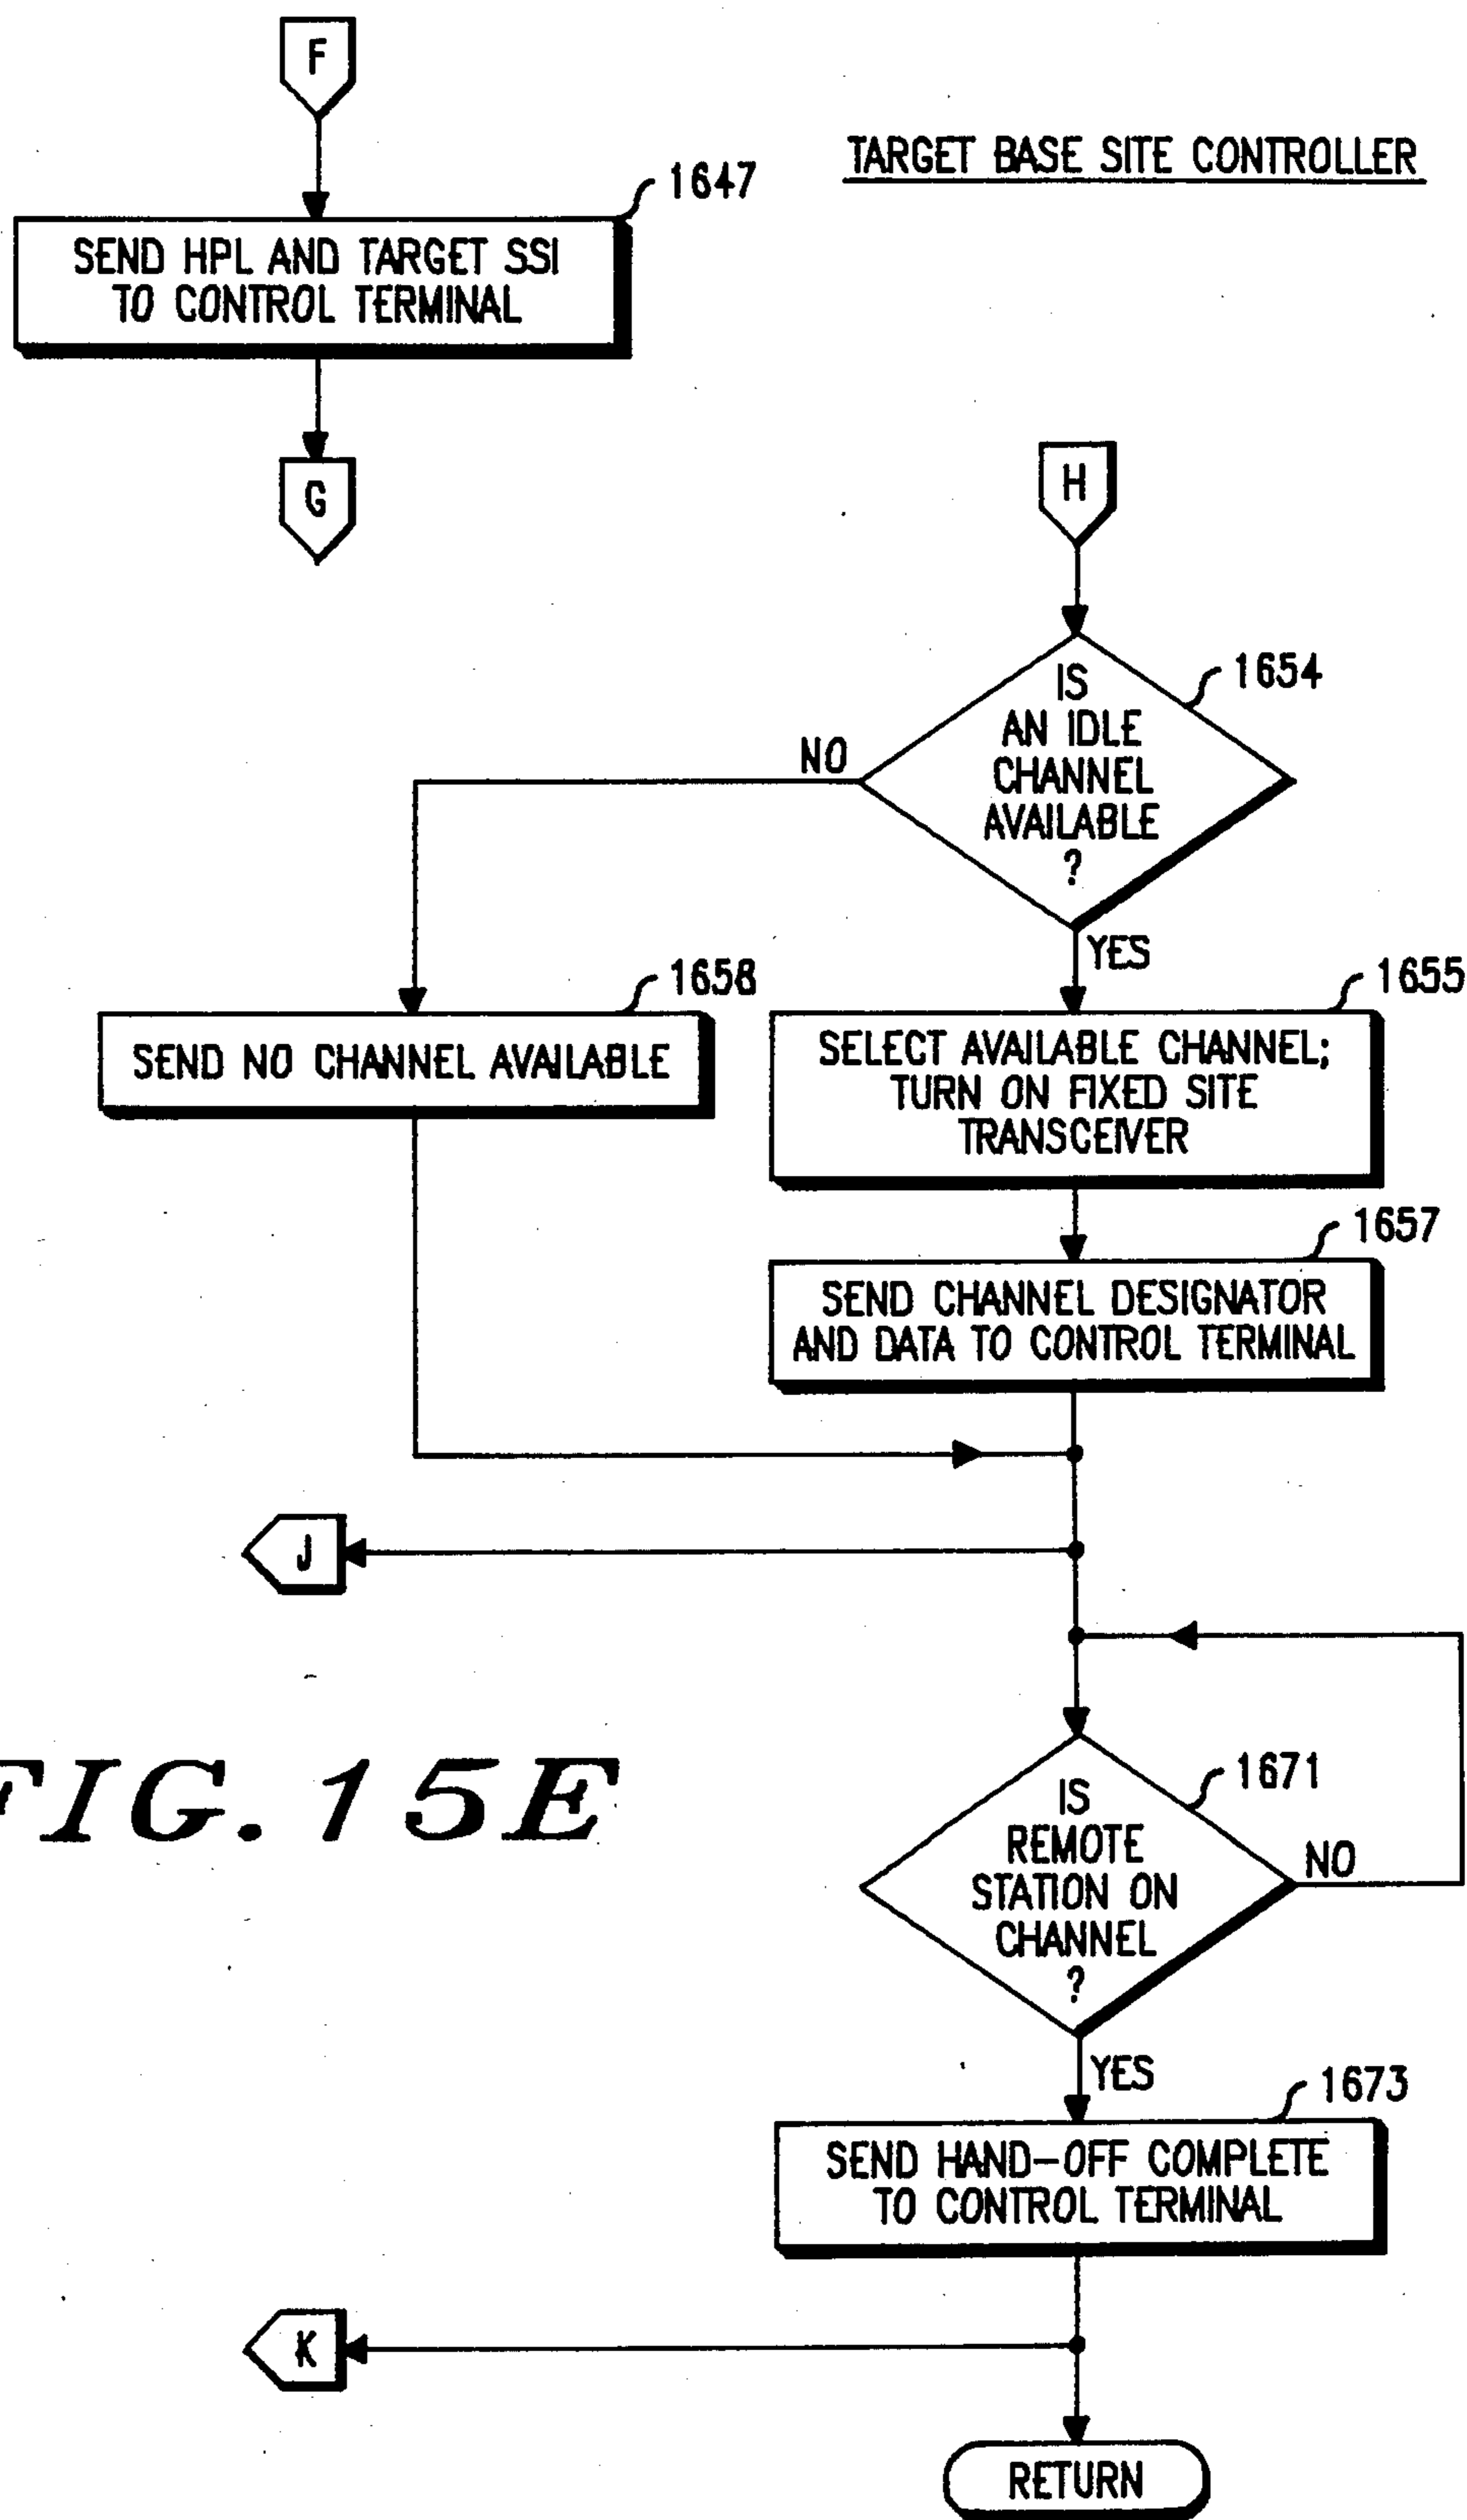 F
TARGET BASE SITE CONTROLLER
1647
SEND HPL AND TARGET SSI
TO CONTROL TERMINAL
G
H
1654
IS
AN IDLE
CHANNEL
AVAILABLE
?
NO
YES
1658
SEND NO CHANNEL AVAILABLE
1655
SELECT AVAILABLE CHANNEL;
TURN ON FIXED SITE
TRANSCEIVER
1657
SEND CHANNEL DESIGNATOR
AND DATA TO CONTROL TERMINAL
J
FIG. 15E
1671
IS
REMOTE
STATION ON
CHANNEL
?
NO
YES
1673
SEND HAND-OFF COMPLETE
TO CONTROL TERMINAL
K
RETURN